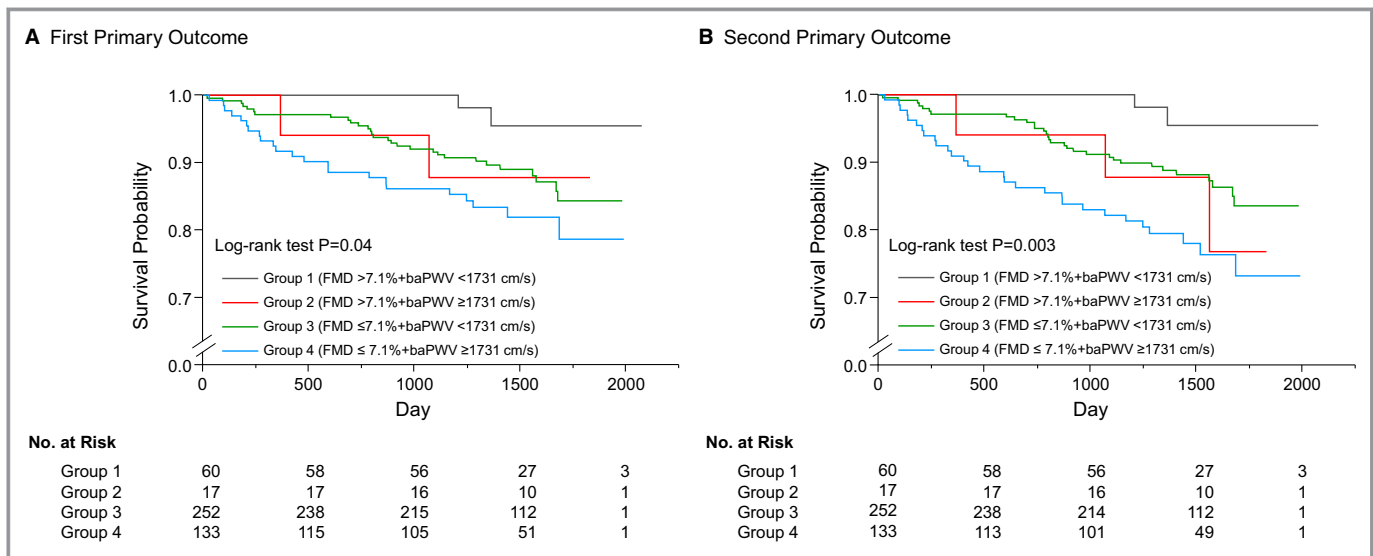 A First Primary Outcome
1.0
0.9
0.8
0.7
0.0
Survival Probability
Log-rank test P=0.04
Group 1 (FMD >7.1%+baPWV <1731 cm/s)
Group 2 (FMD >7.1%+baPWV ≥1731 cm/s)
Group 3 (FMD ≤7.1%+baPWV <1731 cm/s)
Group 4 (FMD ≤ 7.1%+baPWV ≥1731 cm/s)
0 500 1000 1500 2000
Day
No. at Risk
Group 1 60 58 56 27 3
Group 2 17 17 16 10 1
Group 3 252 238 215 112 1
Group 4 133 115 105 51 1
B Second Primary Outcome
1.0
0.9
0.8
0.7
0.0
Survival Probability
Log-rank test P=0.003
Group 1 (FMD >7.1%+baPWV <1731 cm/s)
Group 2 (FMD >7.1%+baPWV ≥1731 cm/s)
Group 3 (FMD ≤7.1%+baPWV <1731 cm/s)
Group 4 (FMD ≤ 7.1%+baPWV ≥1731 cm/s)
0 500 1000 1500 2000
Day
No. at Risk
Group 1 60 58 56 27 3
Group 2 17 17 16 10 1
Group 3 252 238 214 112 1
Group 4 133 113 101 49 1